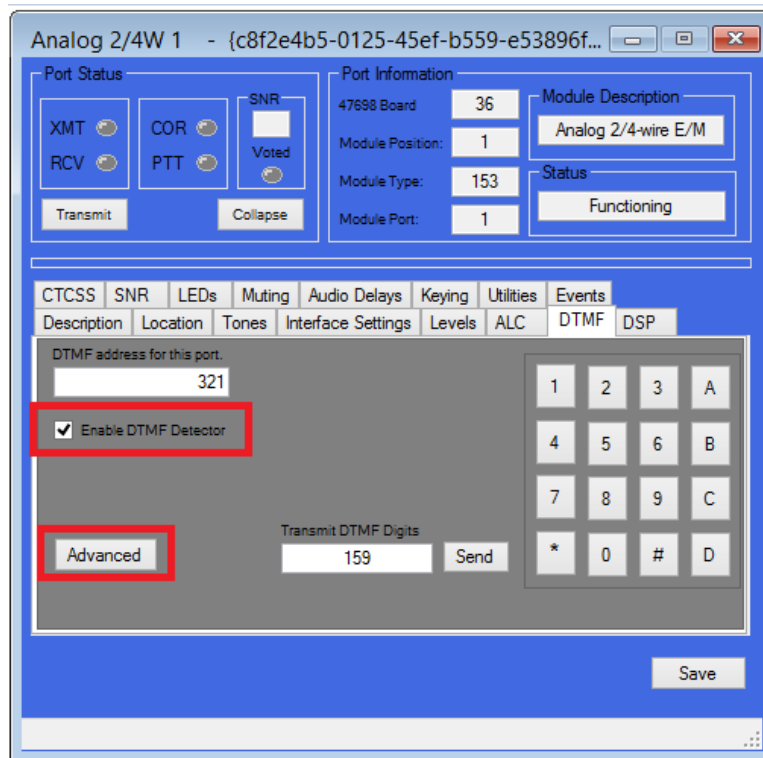 Analog 2/4W 1 - {c8f2e4b5-0125-45ef-b559-e53896f...
Port Status
XMT COR
RCV PTT
SNR
Voted
Transmit Collapse
Port Information
47698 Board 36
Module Position: 1
Module Type: 153
Module Port: 1
Module Description
Analog 2/4-wire E/M
Status
Functioning
CTCSS SNR LEDs Muting Audio Delays Keying Utilities Events
Description Location Tones Interface Settings Levels ALC DTMF DSP
DTMF address for this port.
321
Enable DTMF Detector
Advanced
Transmit DTMF Digits
159 Send
1 2 3 A
4 5 6 B
7 8 9 C
* 0 # D
Save